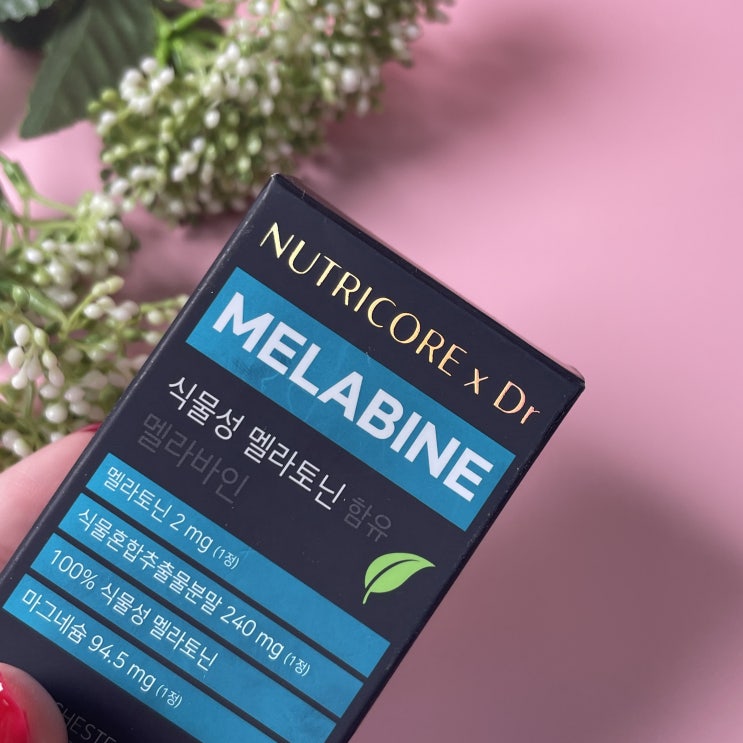 NUTRICORE x Dr
MELABINE
식물성 멜라토닌 함유
멜라바인
멜라토닌 2 mg (1정)
식물혼합추출물분말 240 mg (1정)
100% 식물성 멜라토닌
마그네슘 94.5 mg (1정)